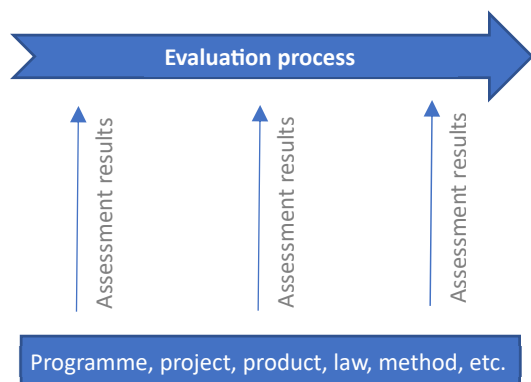 Evaluation process
Assessment results
Assessment results
Assessment results
Programme, project, product, law, method, etc.